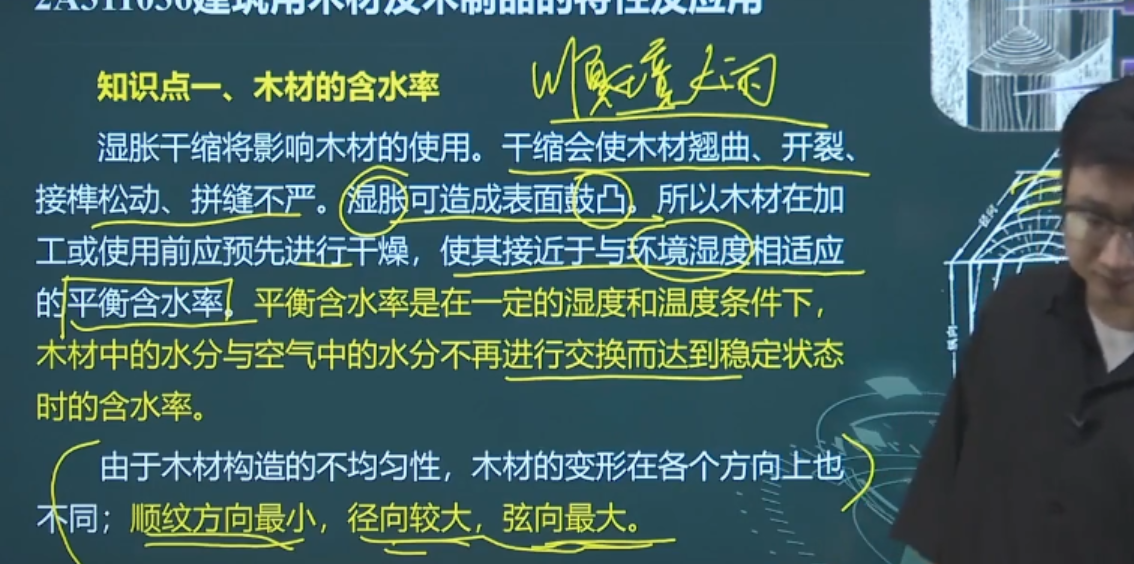 2A311036建筑用木材及木制品的特性及应用
知识点一、木材的含水率
湿胀干缩将影响木材的使用。干缩会使木材翘曲、开裂、
接榫松动、拼缝不严。湿胀可造成表面鼓凸。所以木材在加
工或使用前应预先进行干燥，使其接近于与环境湿度相适应
的平衡含水率。平衡含水率是在一定的湿度和温度条件下，
木材中的水分与空气中的水分不再进行交换而达到稳定状态
时的含水率。
由于木材构造的不均匀性，木材的变形在各个方向上也
不同；顺纹方向最小，径向较大，弦向最大。
径向